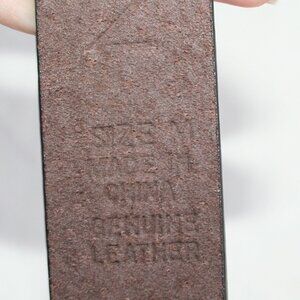 SIZE M
MADE IN
CHINA
GENUINE
LEATHER